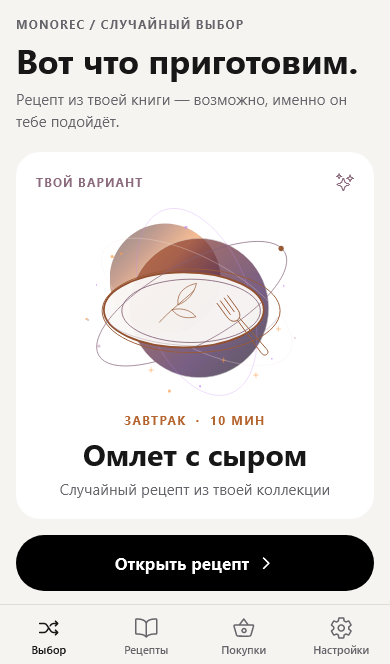 MONOREC / СЛУЧАЙНЫЙ ВЫБОР
Вот что приготовим.
Рецепт из твоей книги — возможно, именно он
тебе подойдёт.
ТВОЙ ВАРИАНТ
ЗАВТРАК · 10 МИН
Омлет с сыром
Случайный рецепт из твоей коллекции
Открыть рецепт
Выбор
Рецепты
Покупки
Настройки